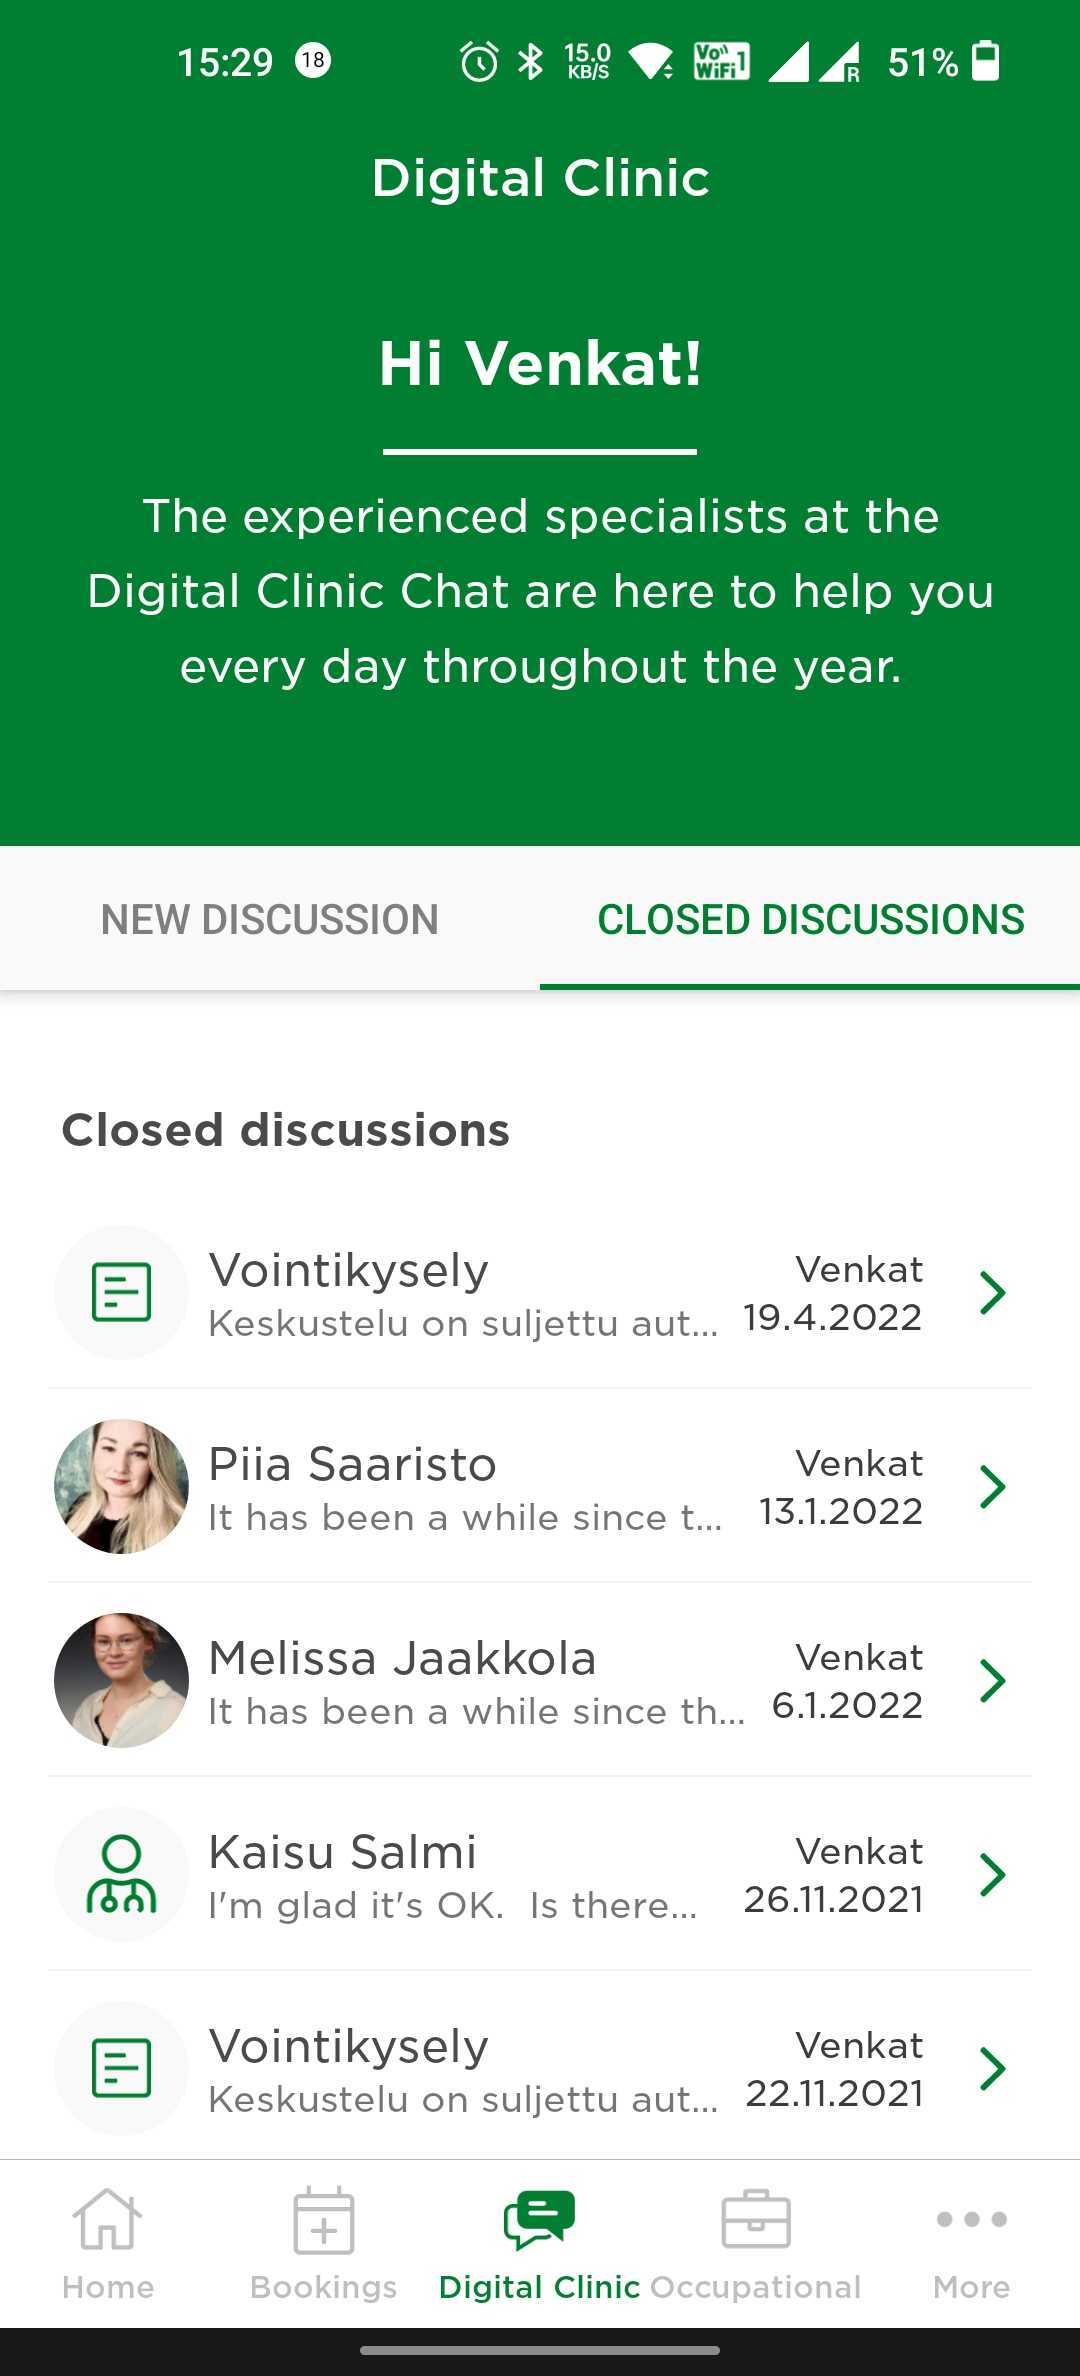 15:29 18 15.0 KB/S Vo WiFi 1 R 51%
Digital Clinic
Hi Venkat!
The experienced specialists at the
Digital Clinic Chat are here to help you
every day throughout the year.
NEW DISCUSSION CLOSED DISCUSSIONS
Closed discussions
Vointikysely Venkat
Keskustelu on suljettu aut... 19.4.2022
Piia Saaristo Venkat
It has been a while since t... 13.1.2022
Melissa Jaakkola Venkat
It has been a while since th... 6.1.2022
Kaisu Salmi Venkat
I'm glad it's OK.  Is there... 26.11.2021
Vointikysely Venkat
Keskustelu on suljettu aut... 22.11.2021
Home Bookings Digital Clinic Occupational More